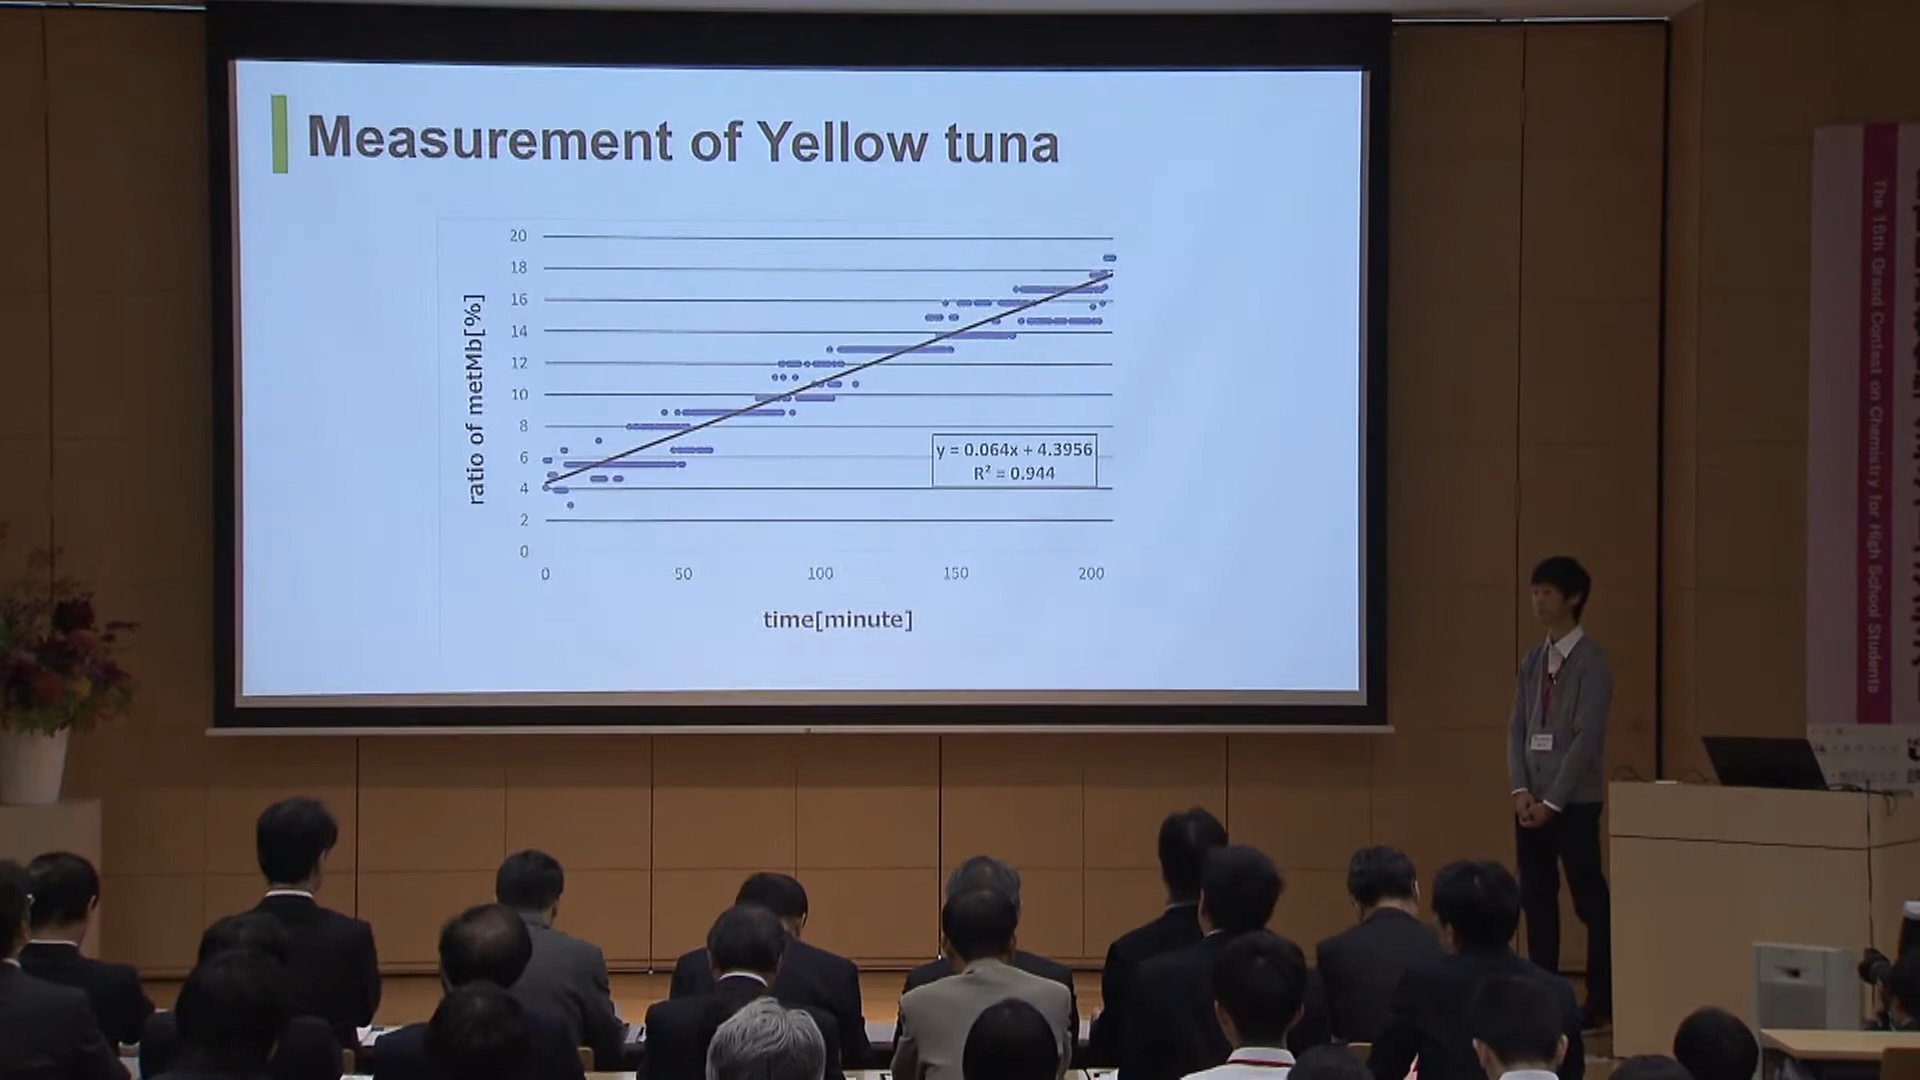 Measurement of Yellow tuna
ratio of metMb[%]
20
18
16
14
12
10
8
6
4
2
0
y = 0.064x + 4.3956
R² = 0.944
0 50 100 150 200
time[minute]
The 15th Grand Contest on Chemistry for High School Students